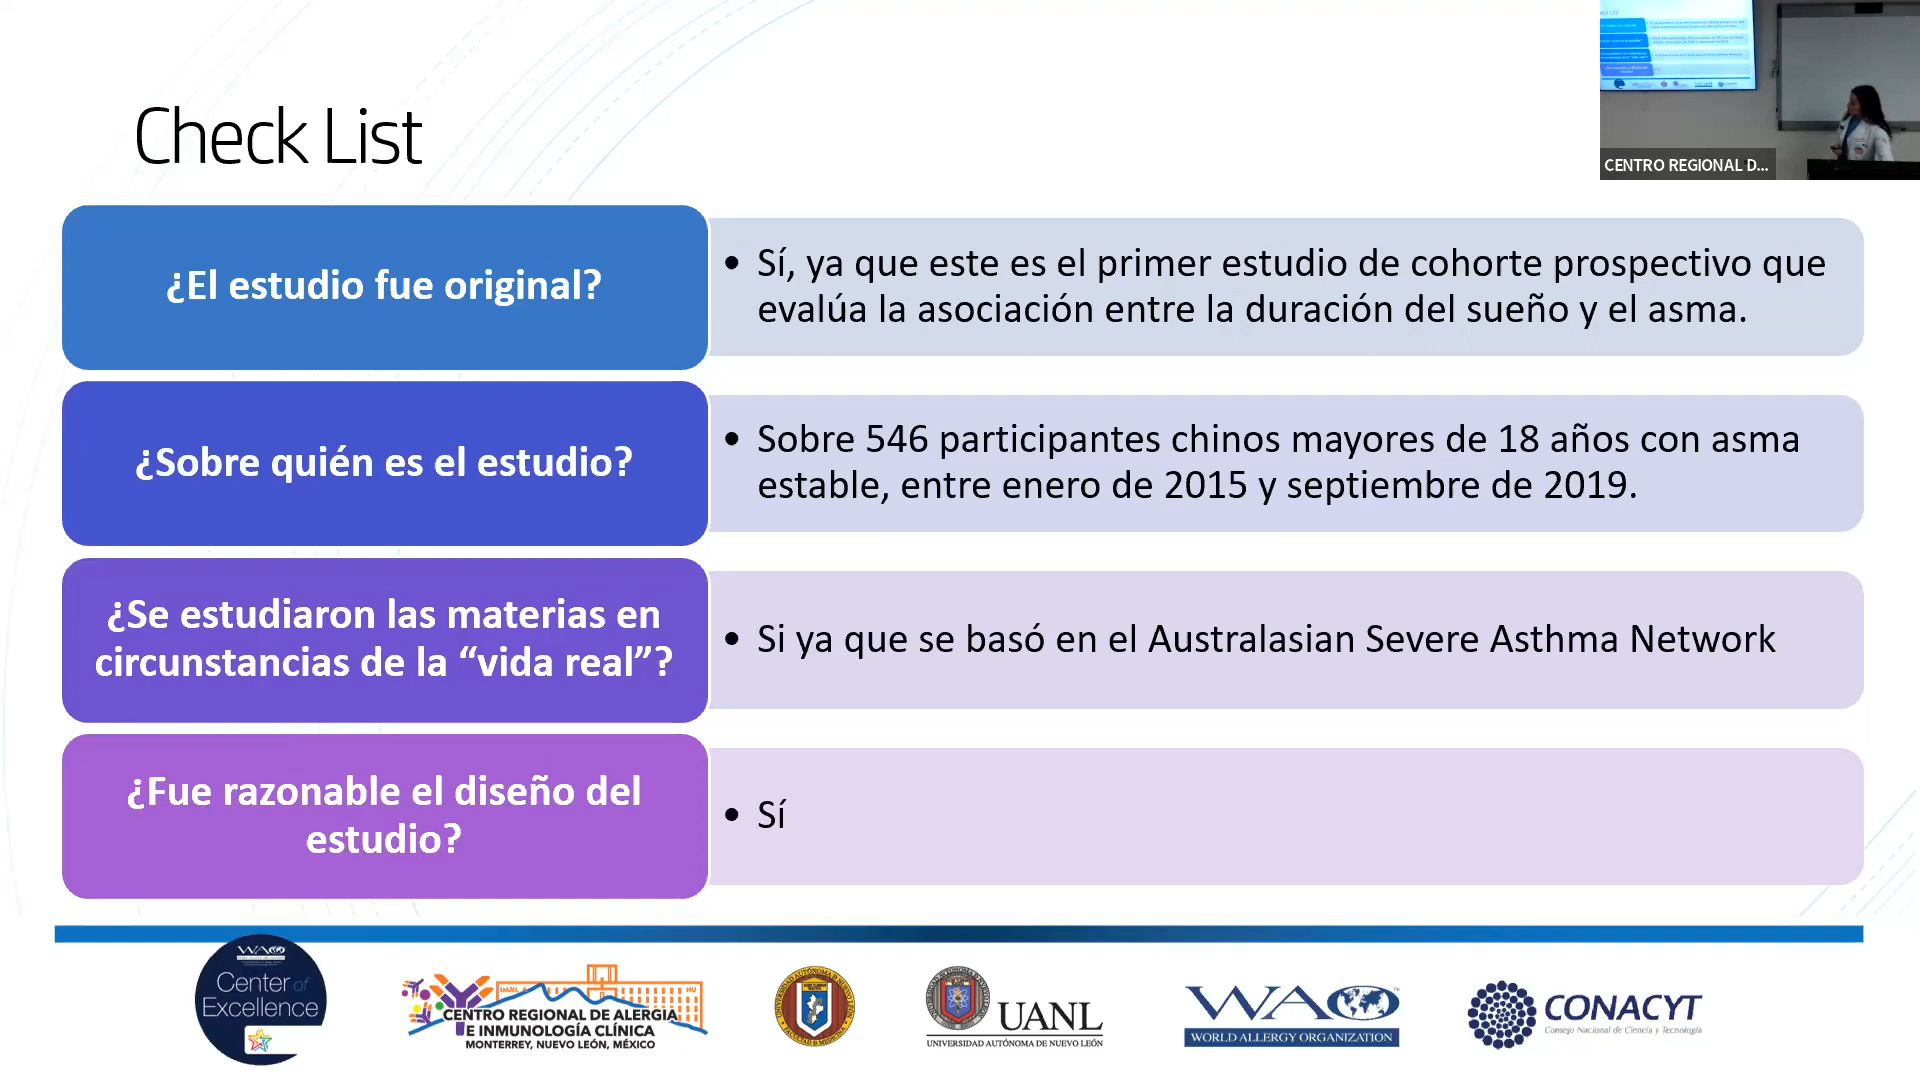 Check List
CENTRO REGIONAL D...
¿El estudio fue original?
• Sí, ya que este es el primer estudio de cohorte prospectivo que
evalúa la asociación entre la duración del sueño y el asma.
¿Sobre quién es el estudio?
• Sobre 546 participantes chinos mayores de 18 años con asma
estable, entre enero de 2015 y septiembre de 2019.
¿Se estudiaron las materias en
circunstancias de la “vida real”?
• Si ya que se basó en el Australasian Severe Asthma Network
¿Fue razonable el diseño del
estudio?
• Sí
WAO
Center of
Excellence
UANL
HU
CENTRO REGIONAL DE ALERGIA
E INMUNOLOGÍA CLÍNICA
MONTERREY, NUEVO LEÓN, MÉXICO
UANL
UNIVERSIDAD AUTÓNOMA DE NUEVO LEÓN
WAO
WORLD ALLERGY ORGANIZATION
CONACYT
Consejo Nacional de Ciencia y Tecnología